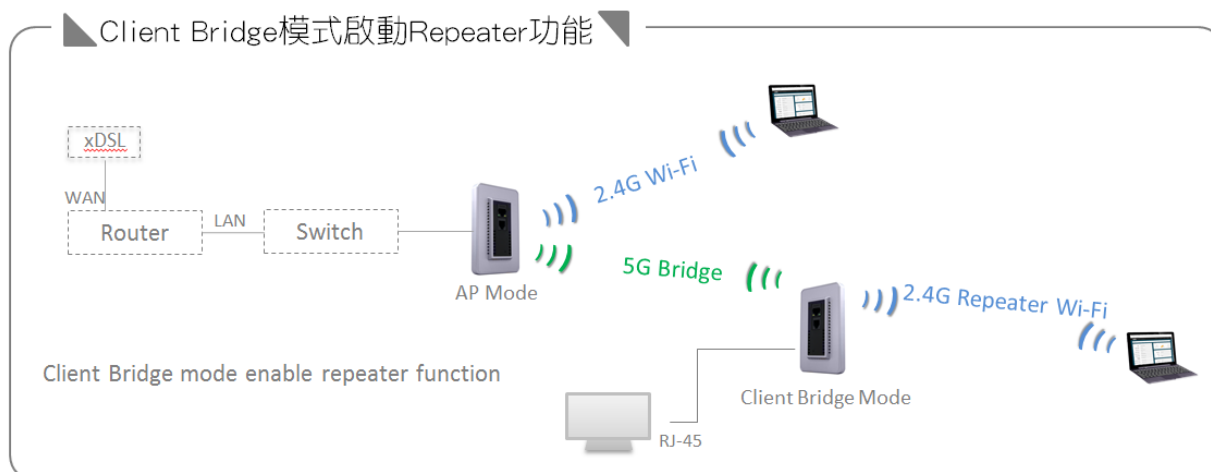 Client Bridge模式啟動Repeater功能
xDSL
WAN
Router
LAN
Switch
AP Mode
2.4G Wi-Fi
5G Bridge
2.4G Repeater Wi-Fi
Client Bridge Mode
RJ-45
Client Bridge mode enable repeater function